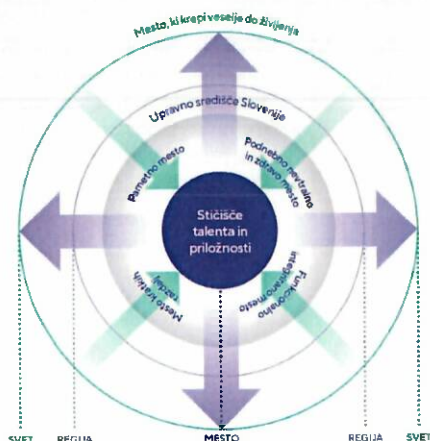 Mesto, ki krepi veselje do življenja
Upravno središče Slovenije
Pametno mesto
Podnebno nevtralno
in zdravo mesto
Stičišče
talenta in
priložnosti
Mesto kratkih
razdalj
Funkcionalno
integrirano mesto
SVET REGIJA MESTO REGIJA SVET